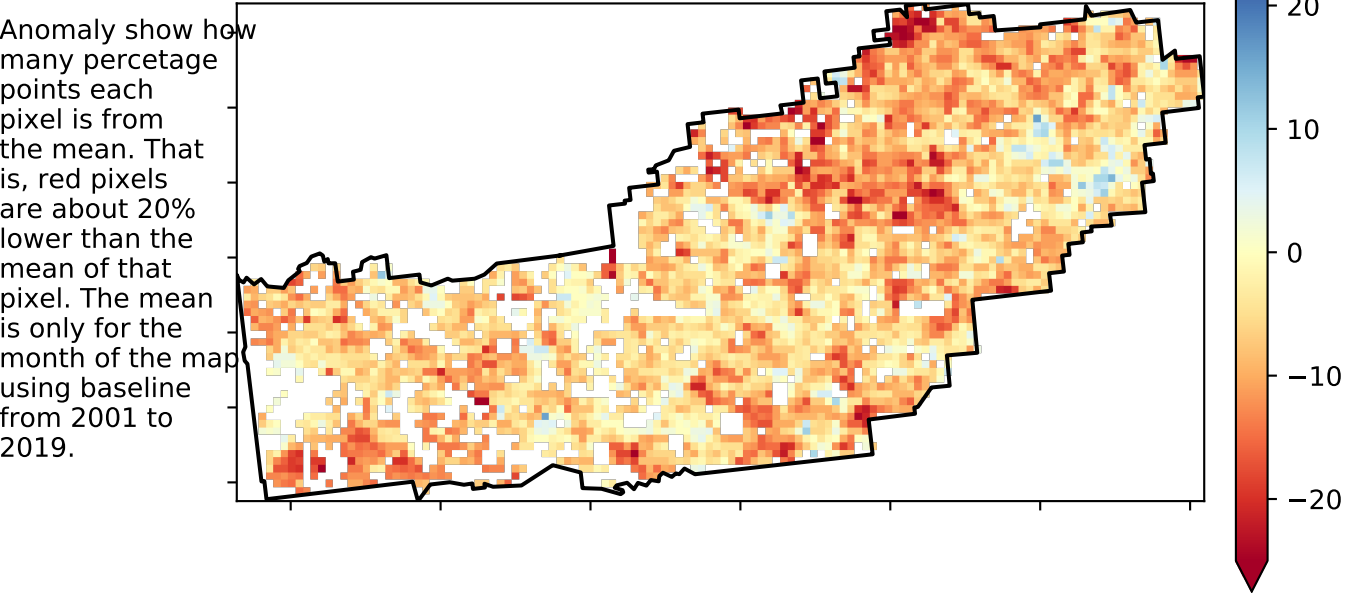 Anomaly show how
many percetage
points each
pixel is from
the mean. That
is, red pixels
are about 20%
lower than the
mean of that
pixel. The mean
is only for the
month of the map
using baseline
from 2001 to
2019.
20
10
0
−10
−20